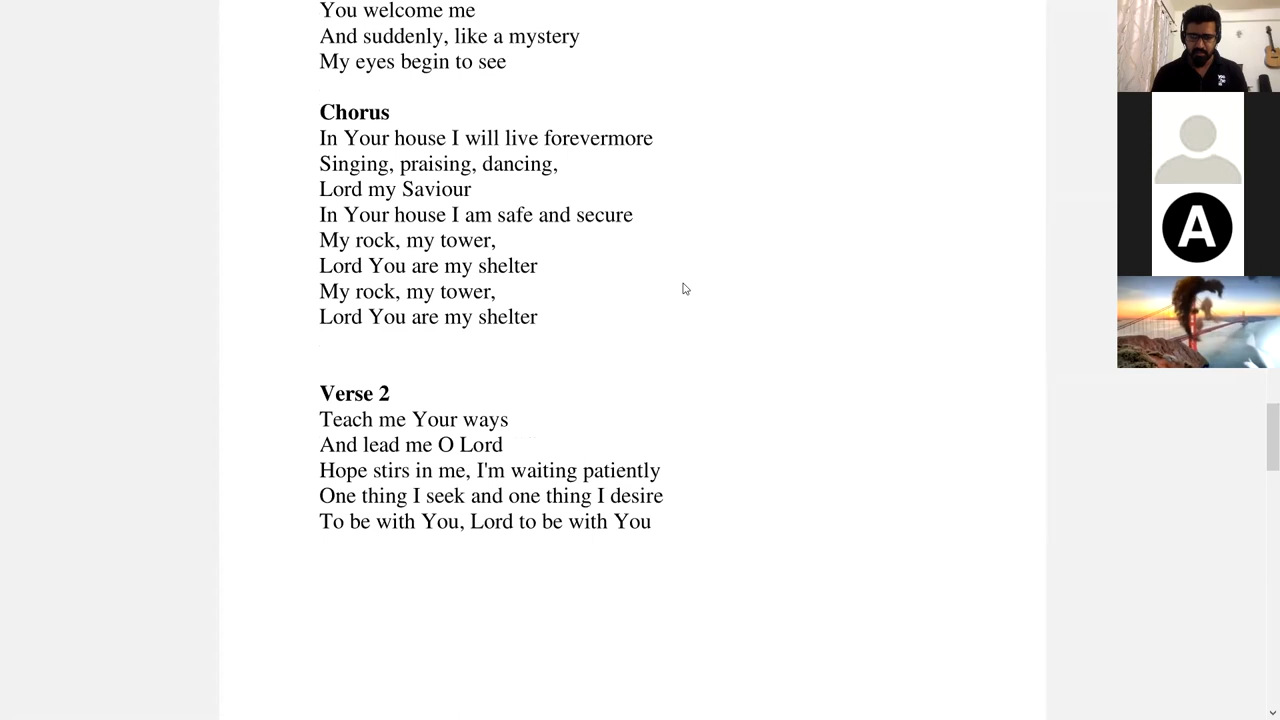 You welcome me
And suddenly, like a mystery
My eyes begin to see
Chorus
In Your house I will live forevermore
Singing, praising, dancing,
Lord my Saviour
In Your house I am safe and secure
My rock, my tower,
Lord You are my shelter
My rock, my tower,
Lord You are my shelter
Verse 2
Teach me Your ways
And lead me O Lord
Hope stirs in me, I'm waiting patiently
One thing I seek and one thing I desire
To be with You, Lord to be with You
A